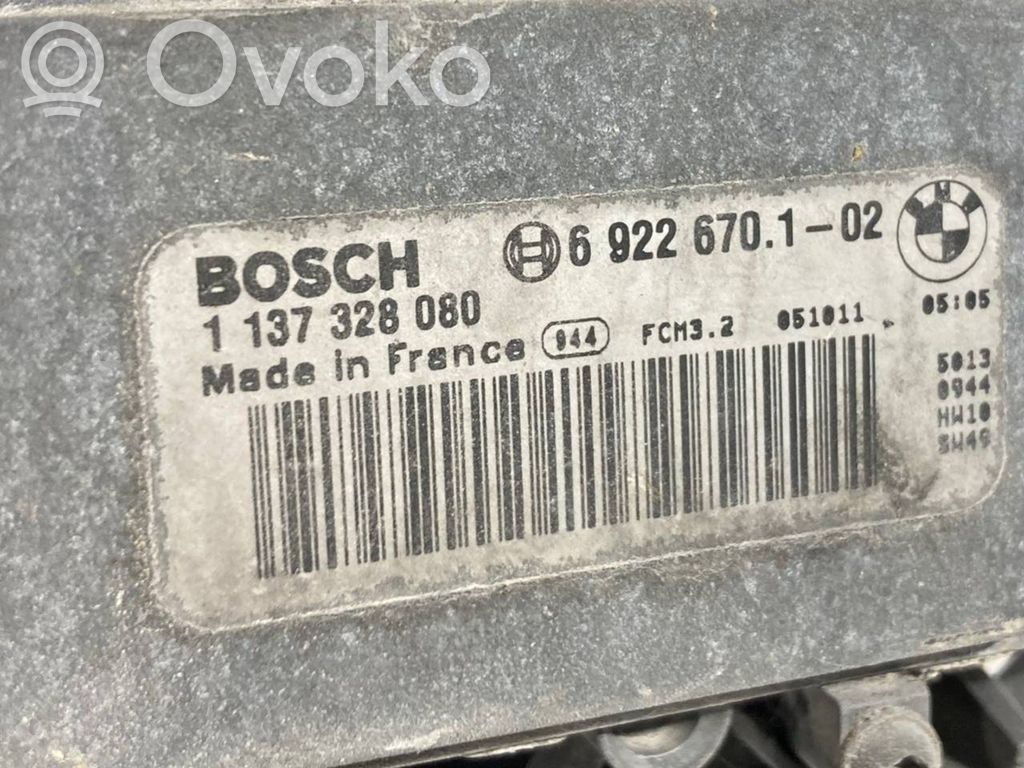 Ovoko
BOSCH 6 922 670.1-02 BMW
1 137 328 080
Made in France 944 FCM3.2 051011 05:05
5013
0944
HW10